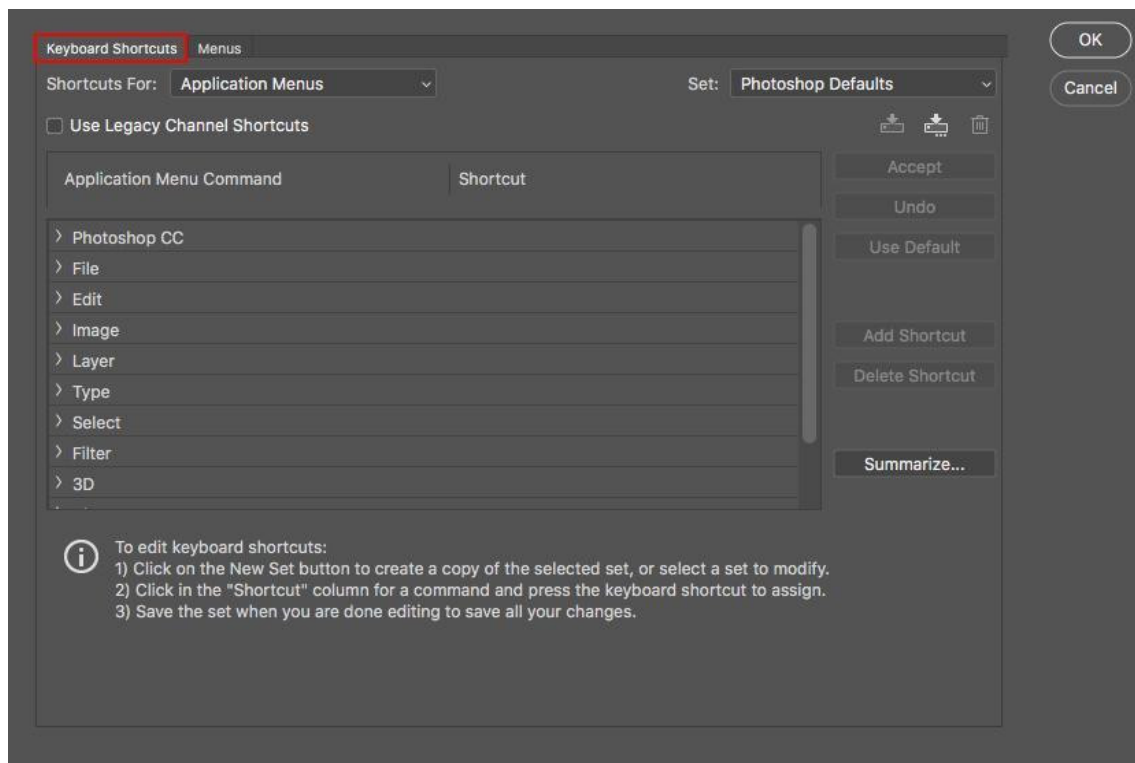 Keyboard Shortcuts Menus OK
Shortcuts For: Application Menus Set: Photoshop Defaults Cancel
Use Legacy Channel Shortcuts
Application Menu Command Shortcut Accept
Undo
Photoshop CC
Use Default
File
Edit
Image
Add Shortcut
Layer
Delete Shortcut
Type
Select
Filter
Summarize...
3D
To edit keyboard shortcuts:
1) Click on the New Set button to create a copy of the selected set, or select a set to modify.
2) Click in the "Shortcut" column for a command and press the keyboard shortcut to assign.
3) Save the set when you are done editing to save all your changes.